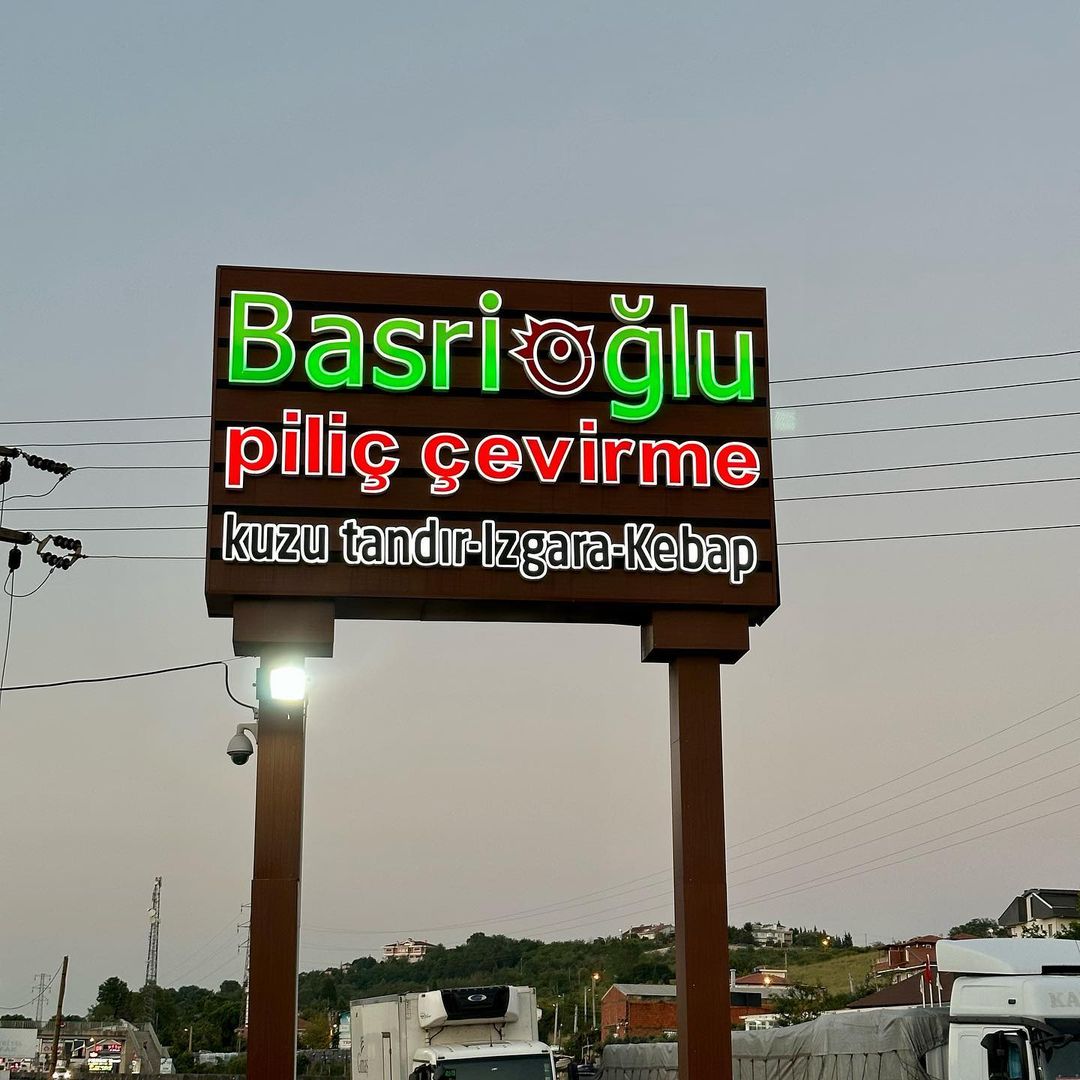 Basrioğlu
piliç çevirme
kuzu tandır-Izgara-Kebap